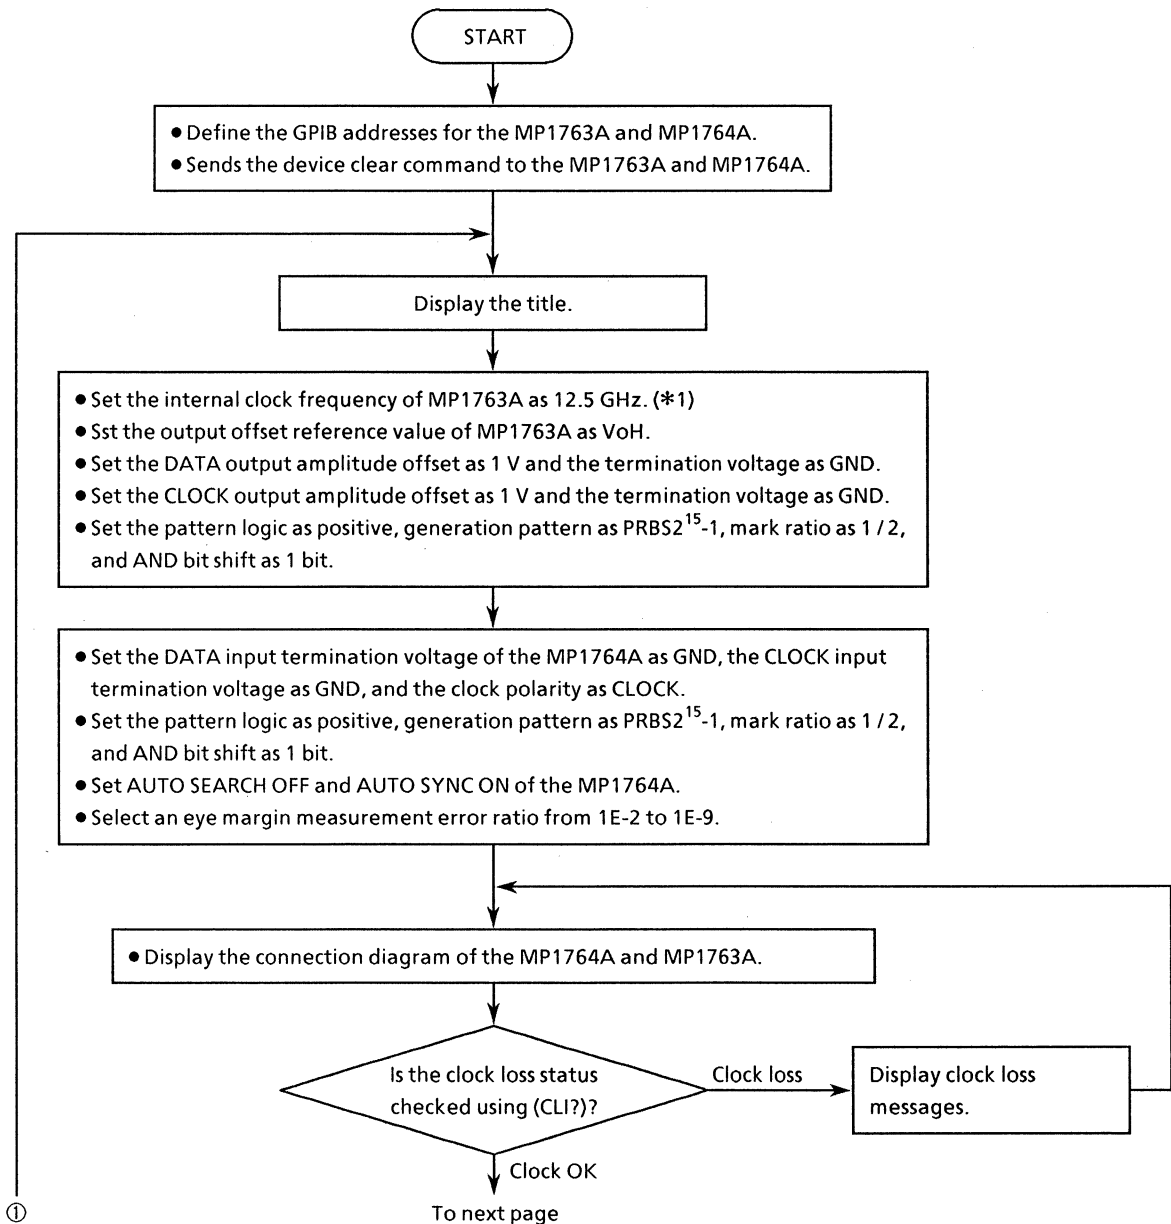 START
● Define the GPIB addresses for the MP1763A and MP1764A.
● Sends the device clear command to the MP1763A and MP1764A.
Display the title.
● Set the internal clock frequency of MP1763A as 12.5 GHz. (*1)
● Sst the output offset reference value of MP1763A as VoH.
● Set the DATA output amplitude offset as 1 V and the termination voltage as GND.
● Set the CLOCK output amplitude offset as 1 V and the termination voltage as GND.
● Set the pattern logic as positive, generation pattern as PRBS2¹⁵-1, mark ratio as 1 / 2,
and AND bit shift as 1 bit.
● Set the DATA input termination voltage of the MP1764A as GND, the CLOCK input
termination voltage as GND, and the clock polarity as CLOCK.
● Set the pattern logic as positive, generation pattern as PRBS2¹⁵-1, mark ratio as 1 / 2,
and AND bit shift as 1 bit.
● Set AUTO SEARCH OFF and AUTO SYNC ON of the MP1764A.
● Select an eye margin measurement error ratio from 1E-2 to 1E-9.
● Display the connection diagram of the MP1764A and MP1763A.
Is the clock loss status
checked using (CLI?)?
Clock loss
Display clock loss
messages.
Clock OK
①
To next page